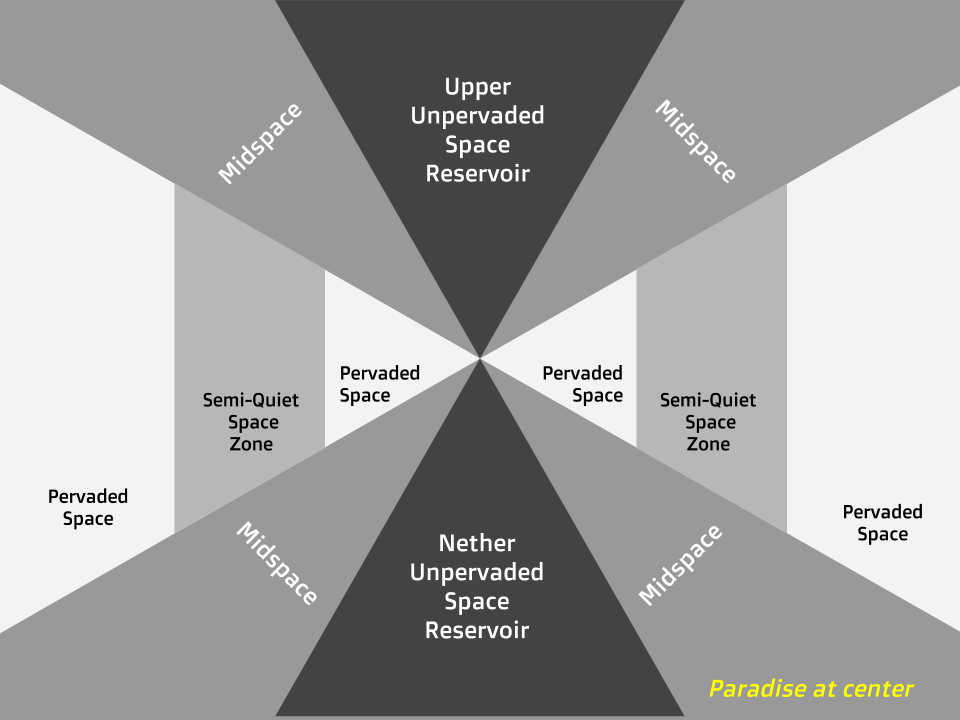 Upper
Unpervaded
Space
Reservoir
Midspace
Midspace
Pervaded
Space
Pervaded
Space
Semi-Quiet
Space
Zone
Semi-Quiet
Space
Zone
Pervaded
Space
Pervaded
Space
Midspace
Nether
Unpervaded
Space
Reservoir
Midspace
Paradise at center